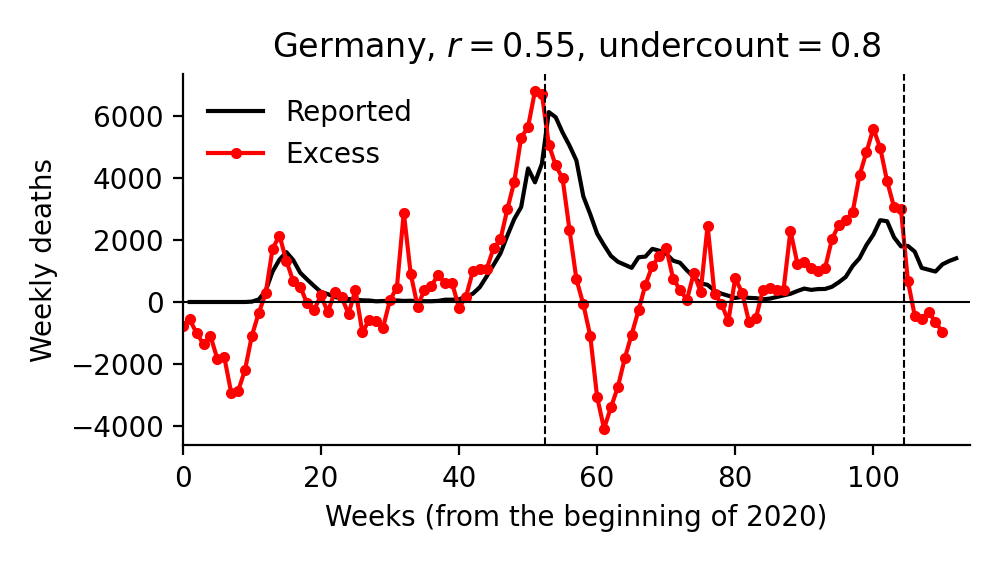 Germany, r = 0.55, undercount = 0.8
Weekly deaths
6000
4000
2000
0
−2000
−4000
Reported
Excess
0 20 40 60 80 100
Weeks (from the beginning of 2020)